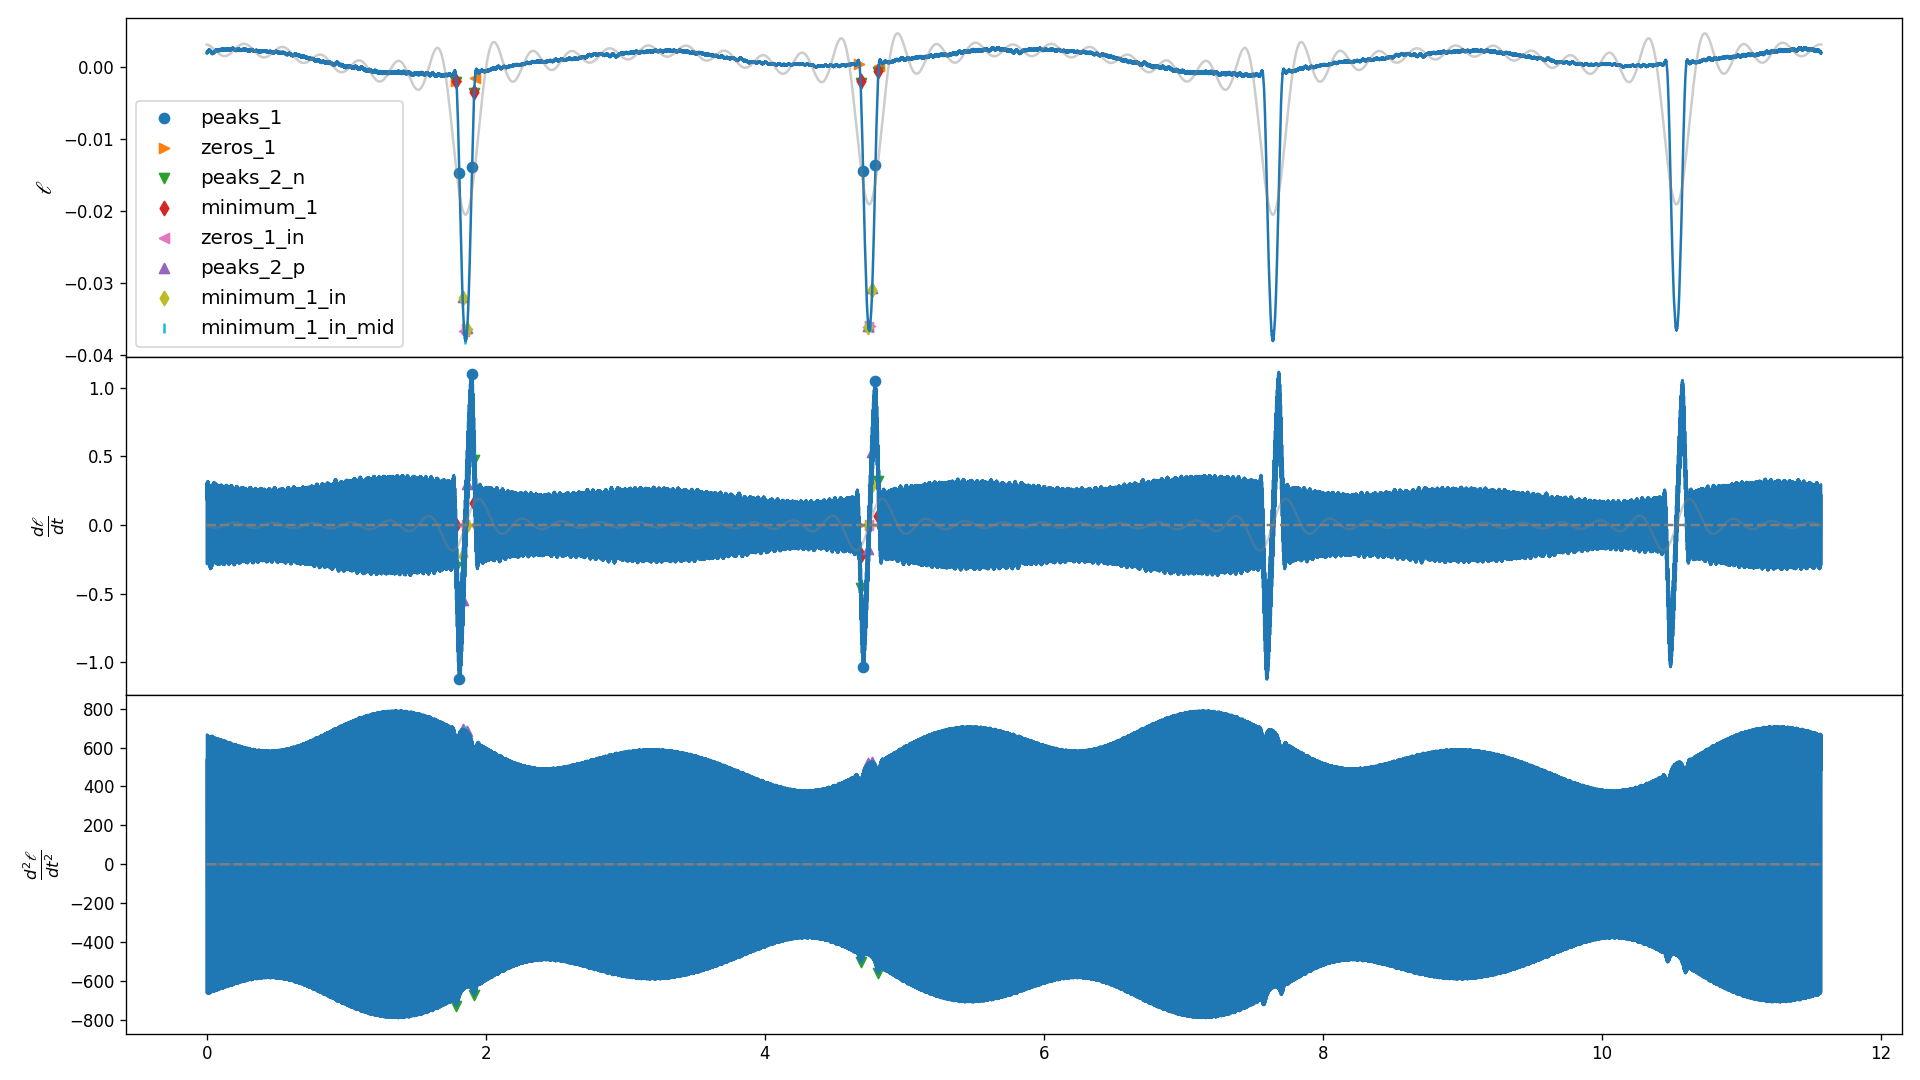 0.00
−0.01
−0.02
−0.03
−0.04
ℓ
peaks_1
zeros_1
peaks_2_n
minimum_1
zeros_1_in
peaks_2_p
minimum_1_in
minimum_1_in_mid
1.0
0.5
0.0
−0.5
−1.0
dℓ
dt
800
600
400
200
0
−200
−400
−600
−800
d²ℓ
dt²
0 2 4 6 8 10 12